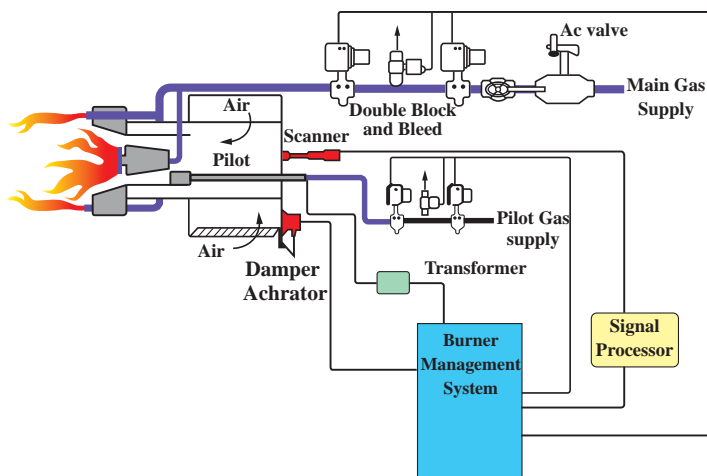 Ac valve
Main Gas
Supply
Double Block
and Bleed
Air
Scanner
Pilot
Pilot Gas
supply
Air
Damper
Achrator
Transformer
Burner
Management
System
Signal
Processor